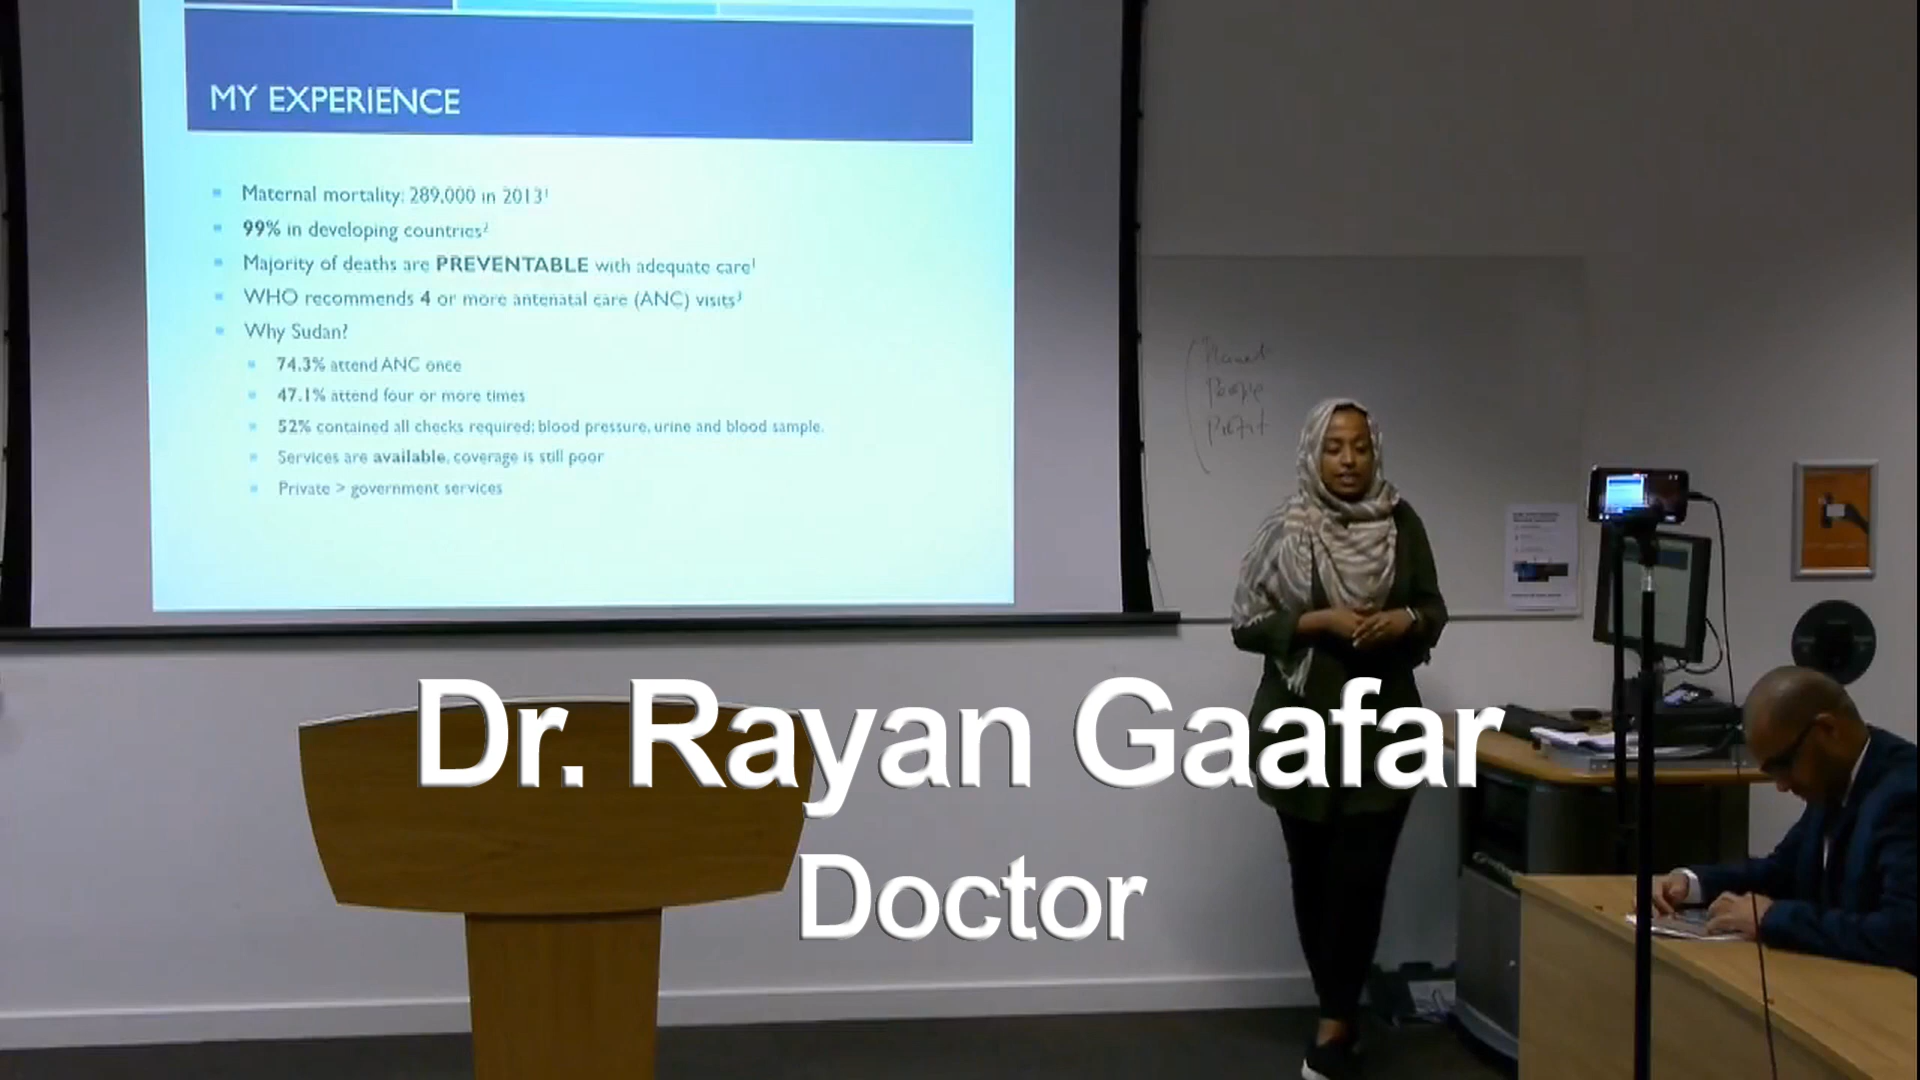 MY EXPERIENCE
Maternal mortality: 289,000 in 2013¹
99% in developing countries²
Majority of deaths are PREVENTABLE with adequate care¹
WHO recommends 4 or more antenatal care (ANC) visits³
Why Sudan?
74.3% attend ANC once
47.1% attend four or more times
52% contained all checks required; blood pressure, urine and blood sample.
Services are available, coverage is still poor
Private > government services
People
Profit
Dr. Rayan Gaafar
Doctor